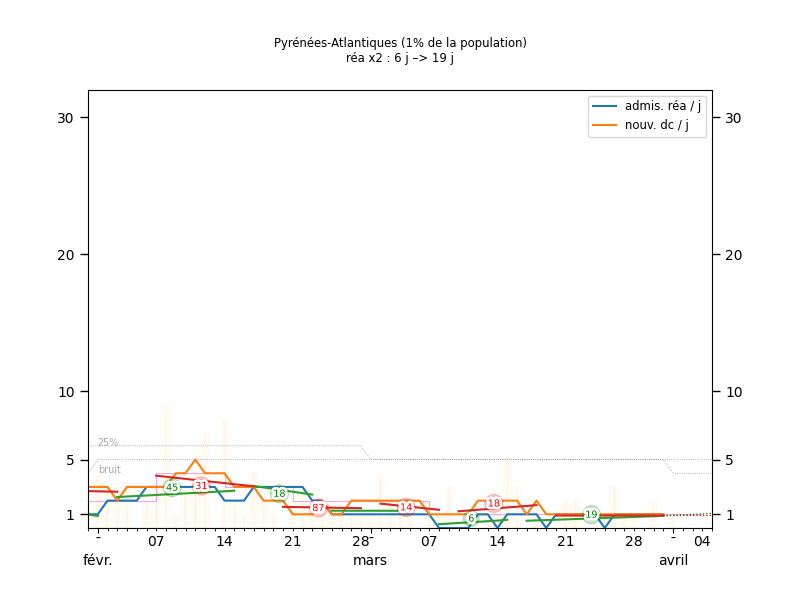 Pyrénées-Atlantiques (1% de la population)
réa x2 : 6 j –> 19 j
admis. réa / j
nouv. dc / j
30 30
20 20
10 10
25%
5 5
bruit
45 31 18 87 14 18 6 19
1 1
- 07 14 21 28 - 07 14 21 28 - 04
févr. mars avril